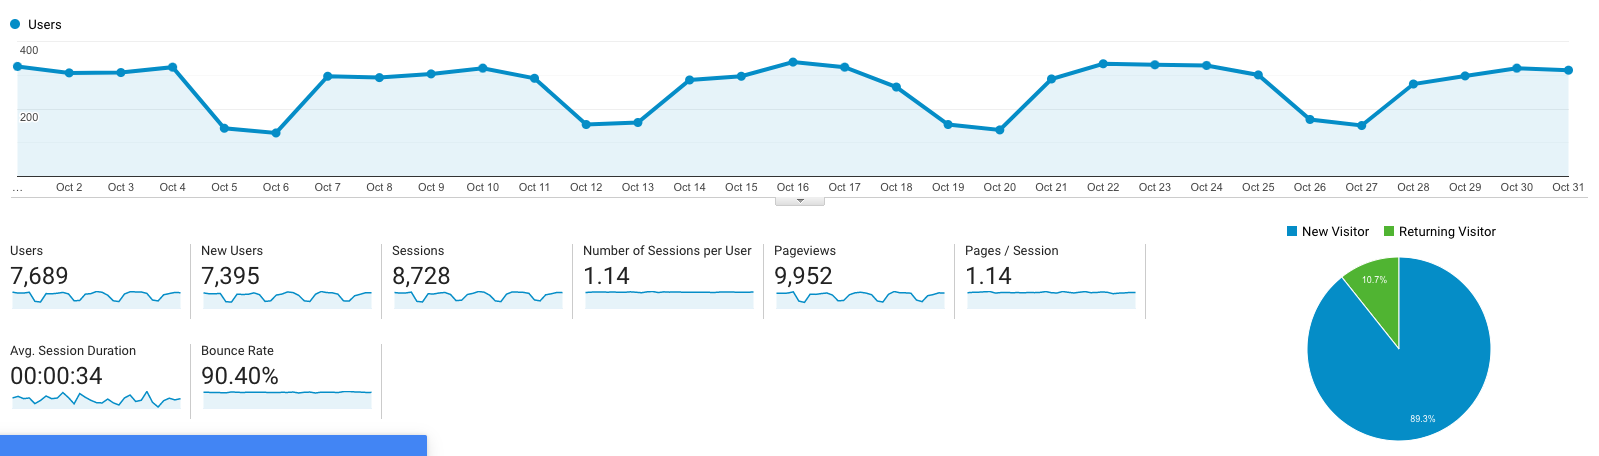 Users
400
200
... Oct 2 Oct 3 Oct 4 Oct 5 Oct 6 Oct 7 Oct 8 Oct 9 Oct 10 Oct 11 Oct 12 Oct 13 Oct 14 Oct 15 Oct 16 Oct 17 Oct 18 Oct 19 Oct 20 Oct 21 Oct 22 Oct 23 Oct 24 Oct 25 Oct 26 Oct 27 Oct 28 Oct 29 Oct 30 Oct 31
Users
7,689
New Users
7,395
Sessions
8,728
Number of Sessions per User
1.14
Pageviews
9,952
Pages / Session
1.14
Avg. Session Duration
00:00:34
Bounce Rate
90.40%
New Visitor Returning Visitor
10.7%
89.3%